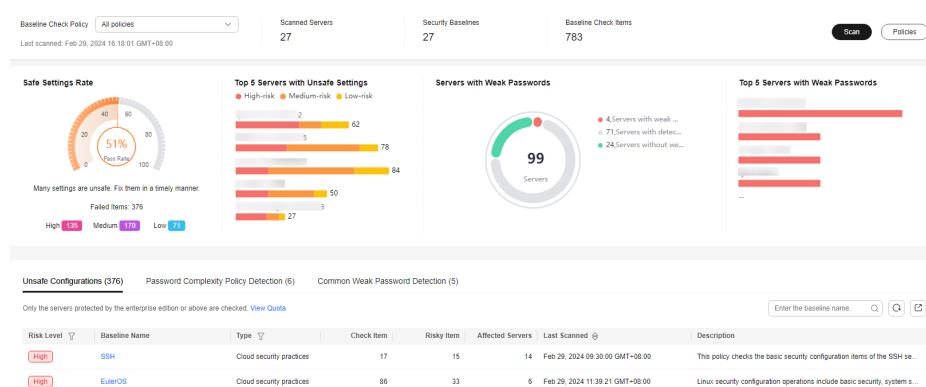 Baseline Check Policy All policies
Last scanned: Feb 29, 2024 16:18:01 GMT+08:00
Scanned Servers
27
Security Baselines
27
Baseline Check Items
783
Scan Policies
Safe Settings Rate
0 20 40 60 80 100
51%
Pass Rate
Many settings are unsafe. Fix them in a timely manner.
Failed Items: 376
High 135 Medium 170 Low 71
Top 5 Servers with Unsafe Settings
High-risk Medium-risk Low-risk
2
62
5
78
84
50
3
27
Servers with Weak Passwords
99
Servers
4,Servers with weak ...
71,Servers with detec...
24,Servers without we...
Top 5 Servers with Weak Passwords
--
Unsafe Configurations (376) Password Complexity Policy Detection (6) Common Weak Password Detection (5)
Only the servers protected by the enterprise edition or above are checked. View Quota
Enter the baseline name.
Risk Level Baseline Name Type Check Item Risky Item Affected Servers Last Scanned Description
High SSH Cloud security practices 17 15 14 Feb 29, 2024 09:30:00 GMT+08:00 This policy checks the basic security configuration items of the SSH se...
High EulerOS Cloud security practices 86 33 6 Feb 29, 2024 11:39:21 GMT+08:00 Linux security configuration operations include basic security, system s...